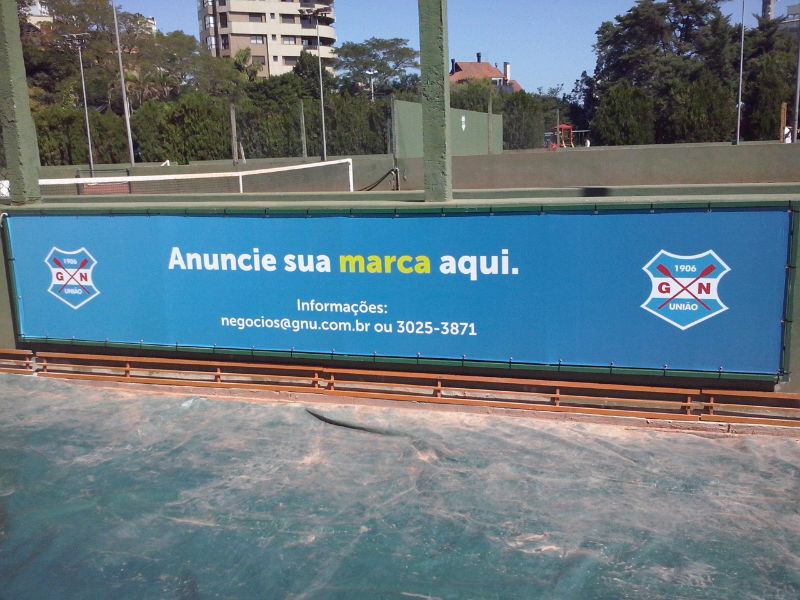 1906
G N
UNIÃO
Anuncie sua marca aqui.
Informações:
negocios@gnu.com.br ou 3025-3871
1906
G N
UNIÃO